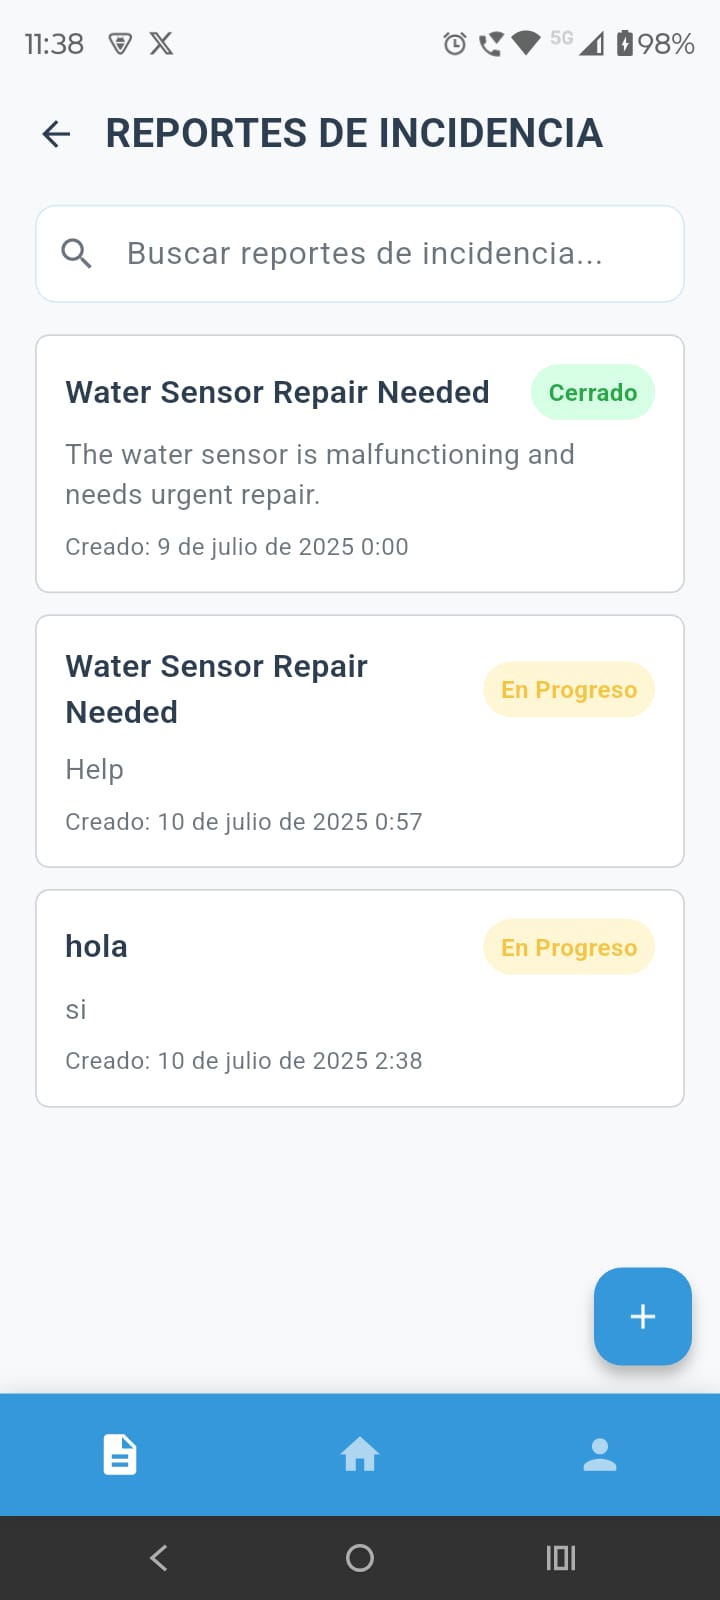 11:38
5G
98%
REPORTES DE INCIDENCIA
Buscar reportes de incidencia...
Water Sensor Repair Needed
Cerrado
The water sensor is malfunctioning and
needs urgent repair.
Creado: 9 de julio de 2025 0:00
Water Sensor Repair
Needed
En Progreso
Help
Creado: 10 de julio de 2025 0:57
hola
En Progreso
si
Creado: 10 de julio de 2025 2:38